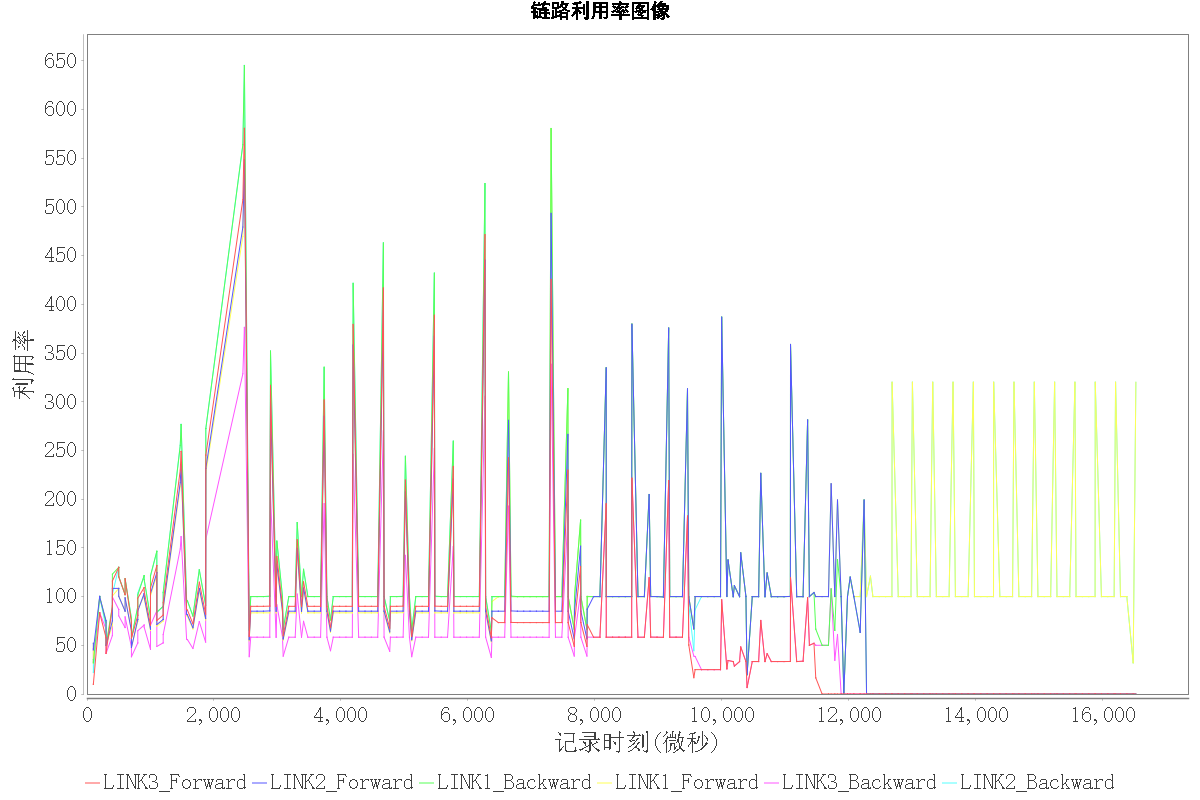 链路利用率图像
650
600
550
500
450
400
350
300
250
200
150
100
50
0
利用率
0 2,000 4,000 6,000 8,000 10,000 12,000 14,000 16,000
记录时刻(微秒)
LINK3_Forward LINK2_Forward LINK1_Backward LINK1_Forward LINK3_Backward LINK2_Backward